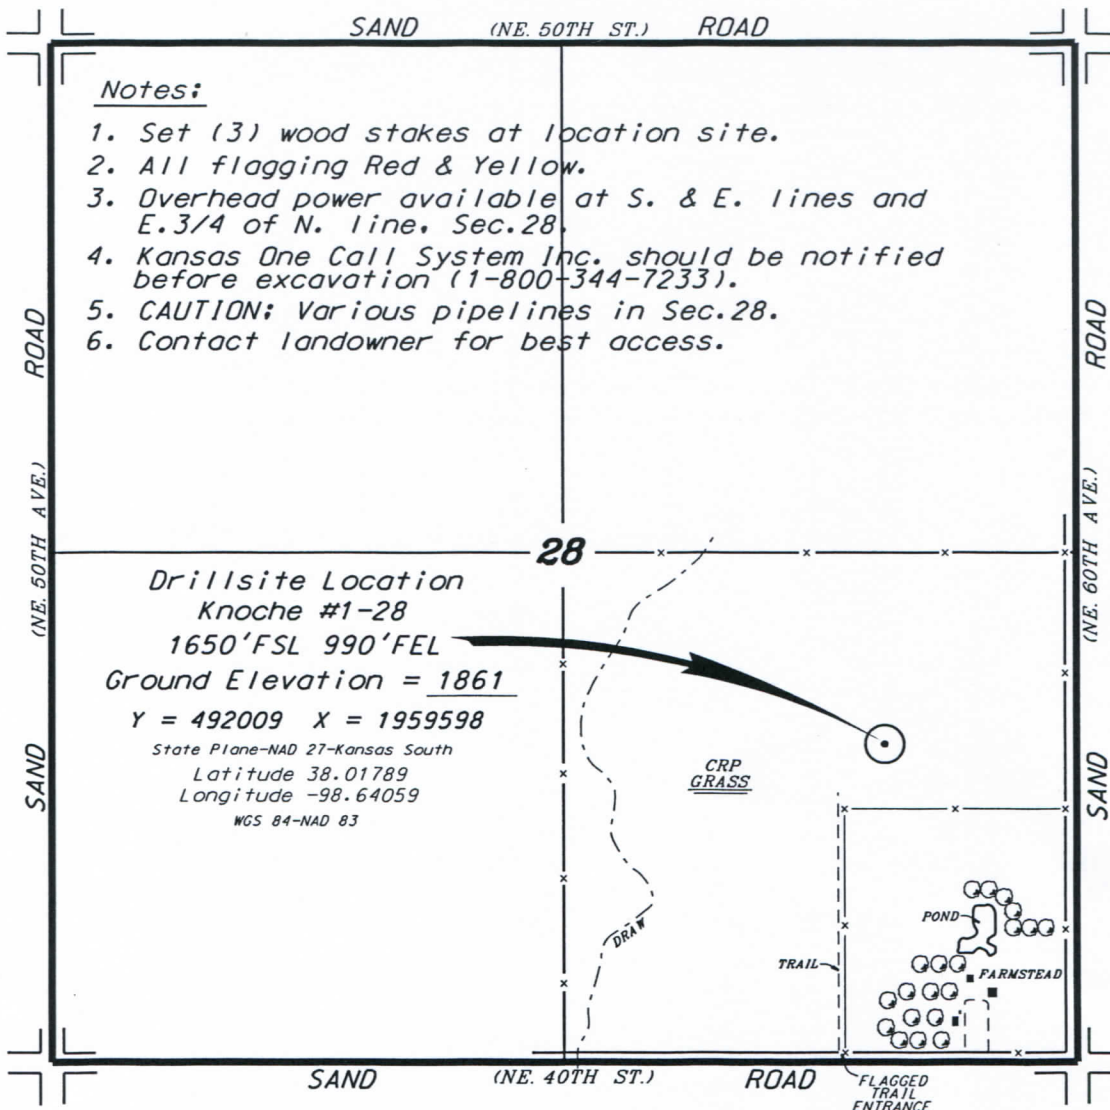 SAND (NE. 50TH ST.) ROAD
Notes:
1. Set (3) wood stakes at location site.
2. All flagging Red & Yellow.
3. Overhead power available at S. & E. lines and
E.3/4 of N. line, Sec.28.
4. Kansas One Call System Inc. should be notified
before excavation (1-800-344-7233).
5. CAUTION: Various pipelines in Sec.28.
6. Contact landowner for best access.
ROAD
(NE. 50TH AVE.)
SAND
ROAD
(NE. 60TH AVE.)
SAND
28
Drillsite Location
Knoche #1-28
1650'FSL 990'FEL
Ground Elevation = 1861
Y = 492009 X = 1959598
State Plane-NAD 27-Kansas South
Latitude 38.01789
Longitude -98.64059
WGS 84-NAD 83
CRP
GRASS
DRAW
POND
TRAIL
FARMSTEAD
SAND (NE. 40TH ST.) ROAD
FLAGGED
TRAIL
ENTRANCE